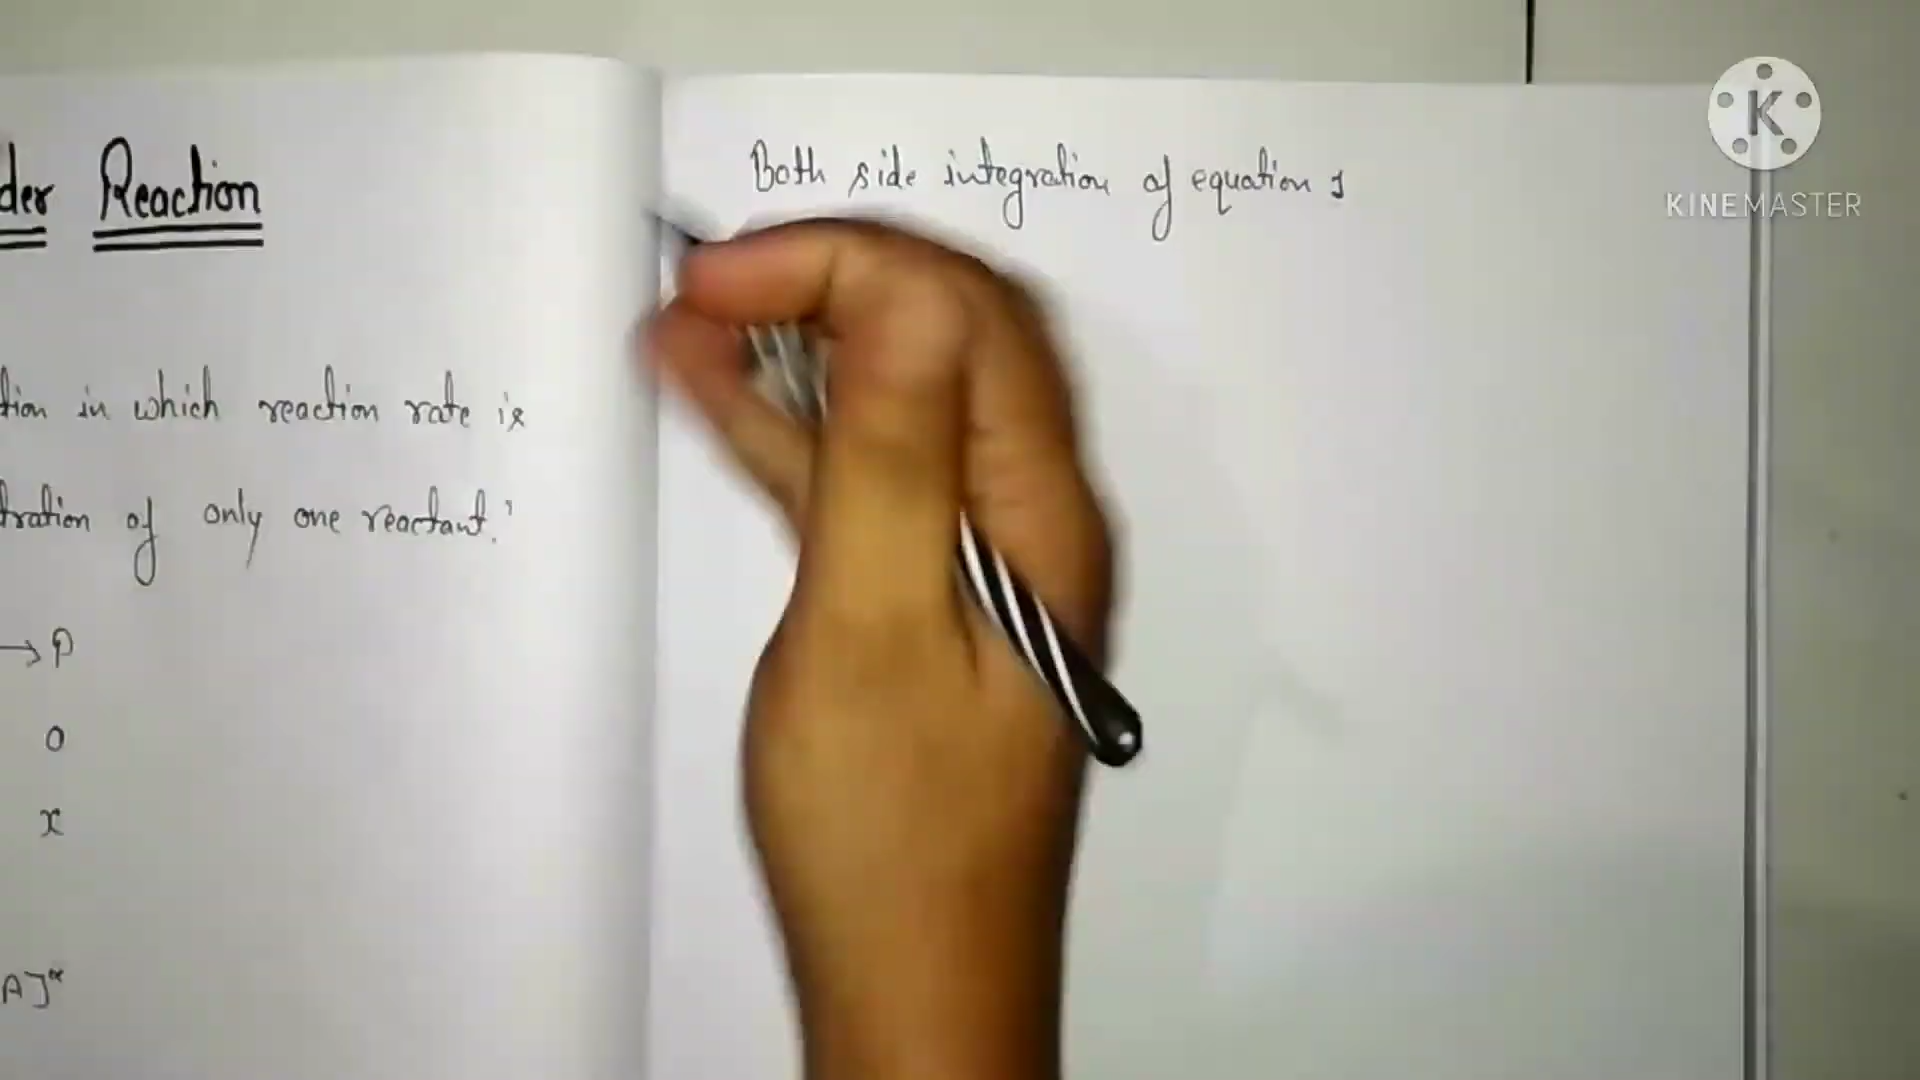 der Reaction
tion in which reaction rate is
tration of only one reactant."
→ P
0
x
A]α
Both side integration of equation 1
K
KINEMASTER